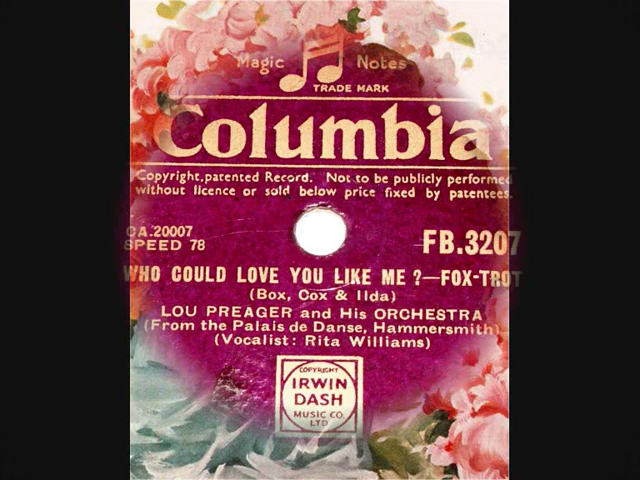 Magic Notes
TRADE MARK
Columbia
Copyright, patented Record. Not to be publicly performed
without licence or sold below price fixed by patentees.
CA.20007
SPEED 78
FB.3207
WHO COULD LOVE YOU LIKE ME ?—FOX-TROT
(Box, Cox & Ilda)
LOU PREAGER and His ORCHESTRA
(From the Palais de Danse, Hammersmith)
(Vocalist: Rita Williams)
COPYRIGHT
IRWIN
DASH
MUSIC CO.
LTD